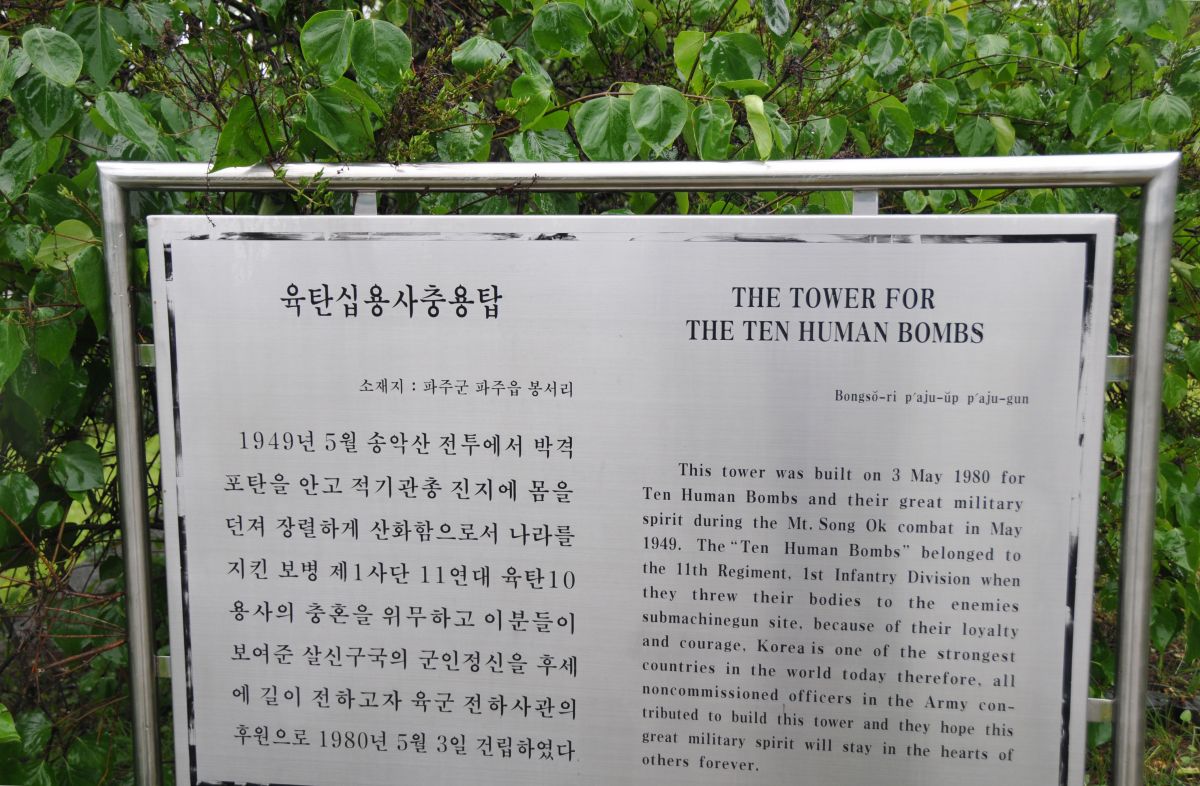 육탄십용사충용탑
소재지 : 파주군 파주읍 봉서리
1949년 5월 송악산 전투에서 박격
포탄을 안고 적기관총 진지에 몸을
던져 장렬하게 산화함으로서 나라를
지킨 보병 제1사단 11연대 육탄10
용사의 충혼을 위무하고 이분들이
보여준 살신구국의 군인정신을 후세
에 길이 전하고자 육군 전하사관의
후원으로 1980년 5월 3일 건립하였다
THE TOWER FOR
THE TEN HUMAN BOMBS
Bongsŏ-ri p´aju-ŭp p´aju-gun
This tower was built on 3 May 1980 for
Ten Human Bombs and their great military
spirit during the Mt. Song Ok combat in May
1949. The “Ten Human Bombs” belonged to
the 11th Regiment, 1st Infantry Division when
they threw their bodies to the enemies
submachinegun site, because of their loyalty
and courage, Korea is one of the strongest
countries in the world today therefore, all
noncommissioned officers in the Army con-
tributed to build this tower and they hope this
great military spirit will stay in the hearts of
others forever.